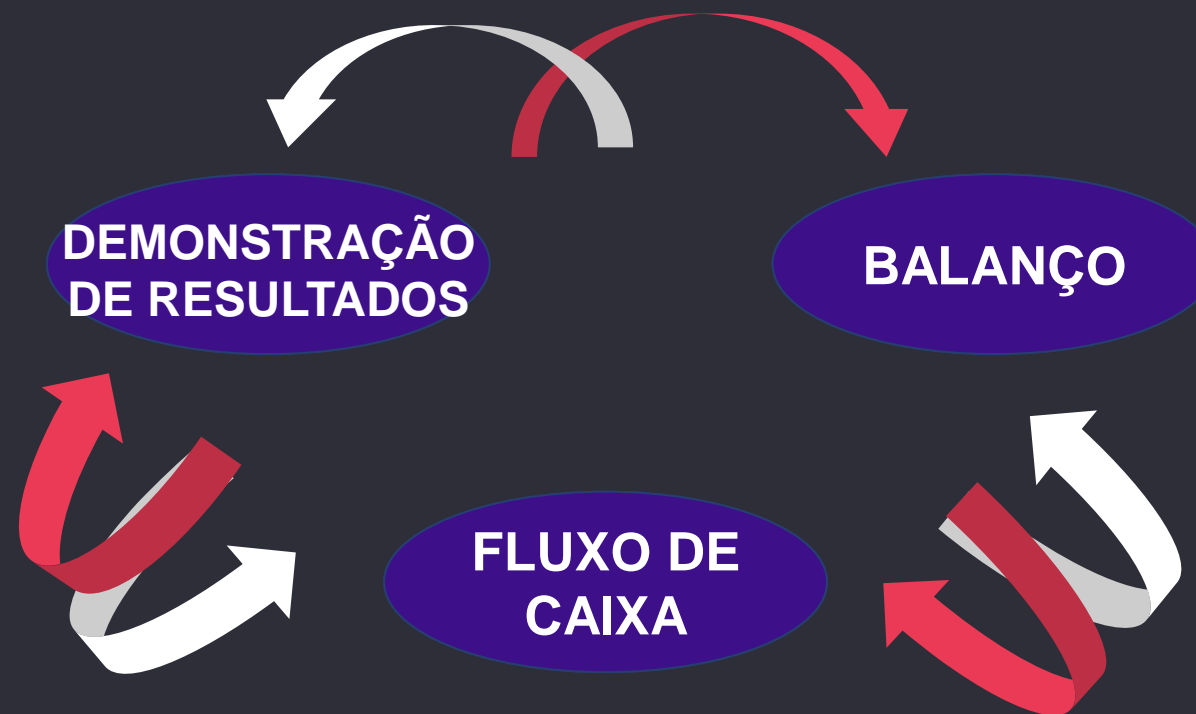 DEMONSTRAÇÃO
DE RESULTADOS
BALANÇO
FLUXO DE
CAIXA